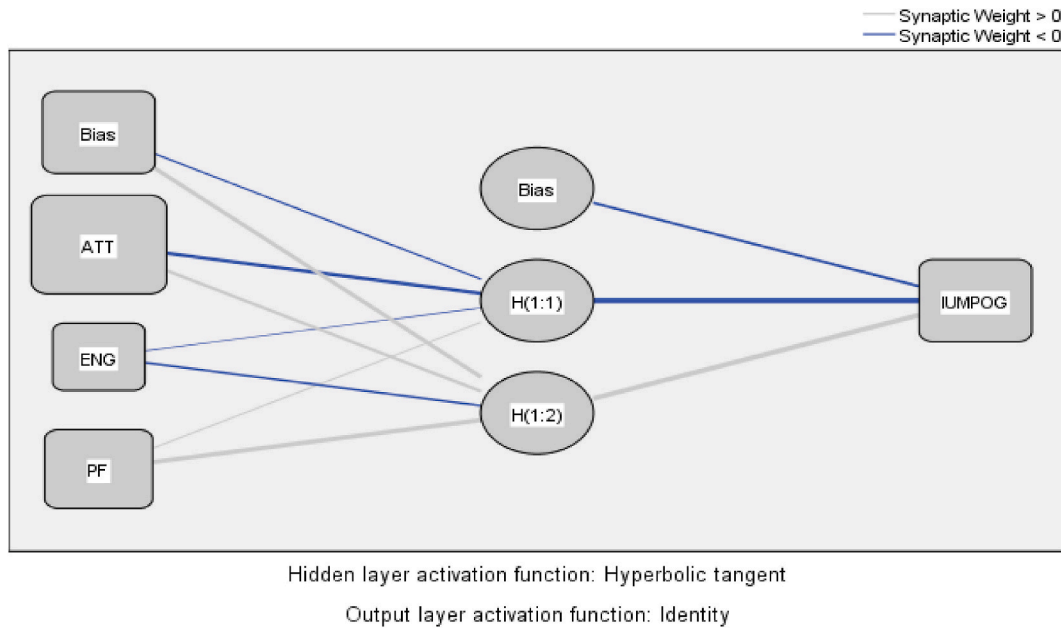 Synaptic Weight > 0
Synaptic Weight < 0
Bias
ATT
ENG
PF
Bias
H(1:1)
H(1:2)
IUMPOG
Hidden layer activation function: Hyperbolic tangent
Output layer activation function: Identity